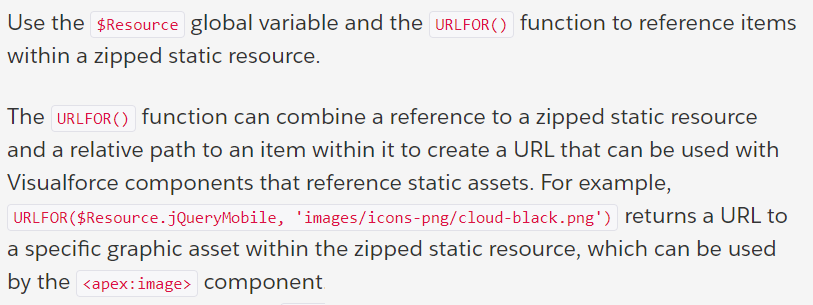 Use the $Resource global variable and the URLFOR() function to reference items
within a zipped static resource.
The URLFOR() function can combine a reference to a zipped static resource
and a relative path to an item within it to create a URL that can be used with
Visualforce components that reference static assets. For example,
URLFOR($Resource.jQueryMobile, 'images/icons-png/cloud-black.png') returns a URL to
a specific graphic asset within the zipped static resource, which can be used
by the <apex:image> component